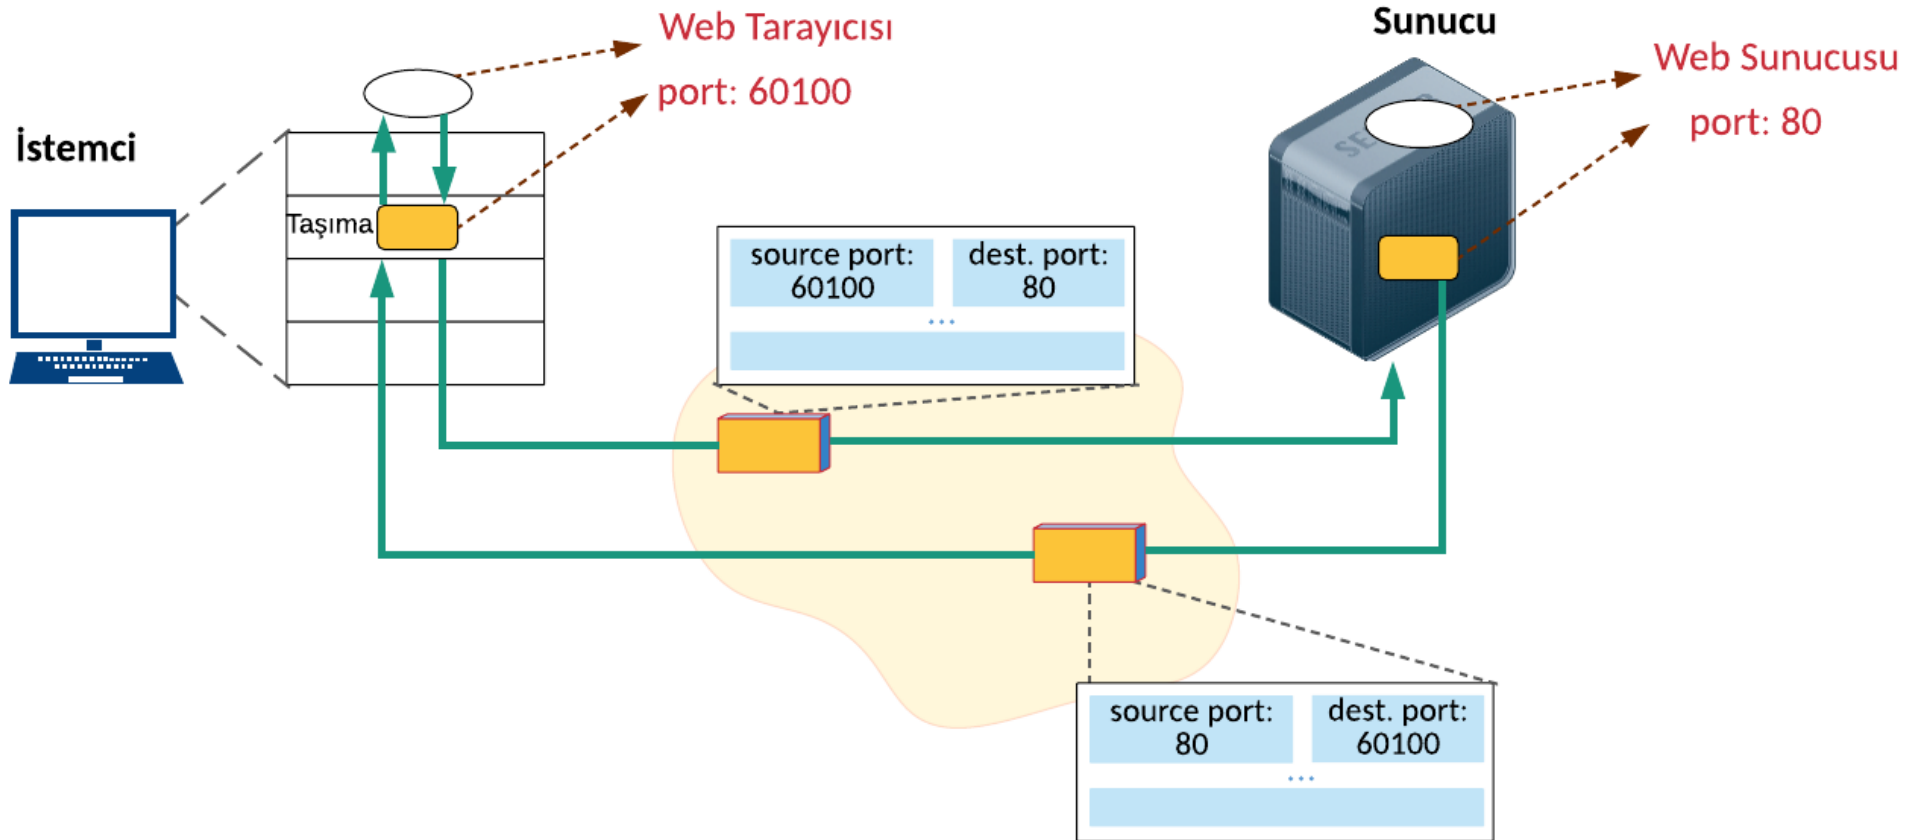 Web Tarayıcısı
port: 60100
Sunucu
Web Sunucusu
port: 80
İstemci
Taşıma
source port:
60100
dest. port:
80
...
source port:
80
dest. port:
60100
...